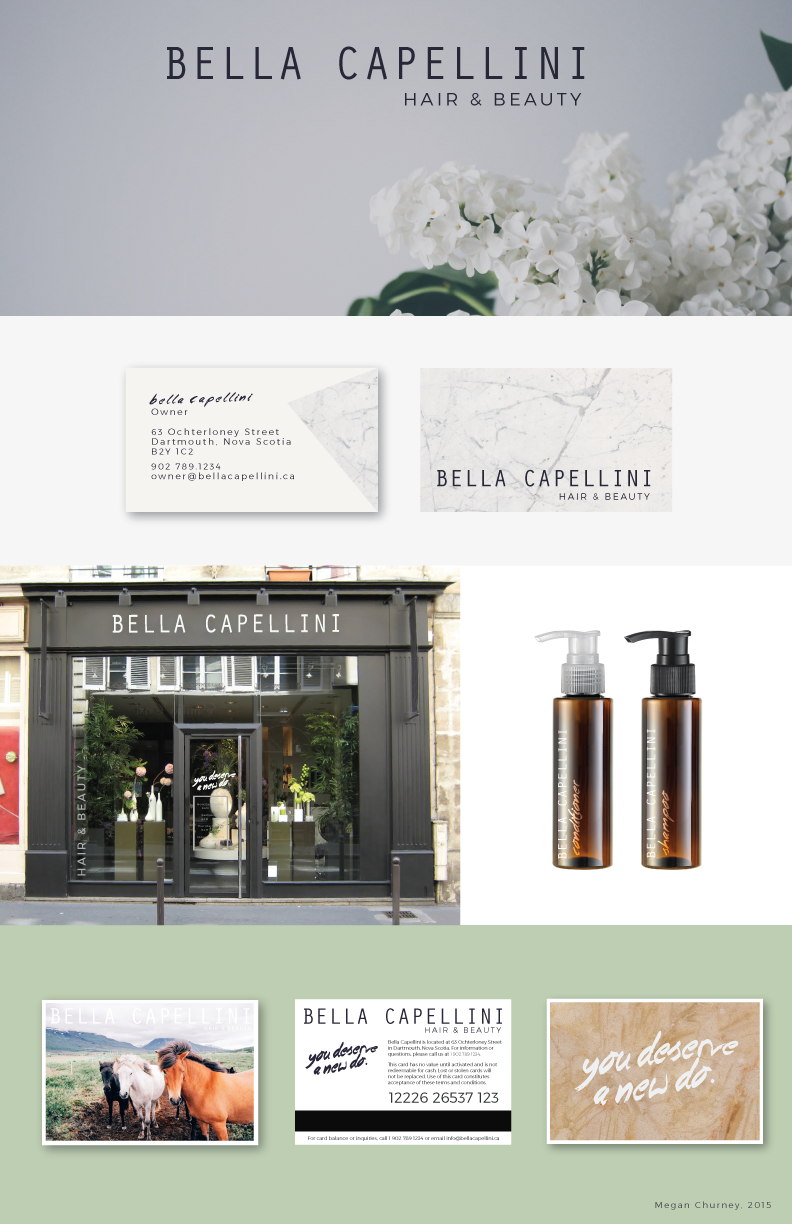 BELLA CAPELLINI
HAIR & BEAUTY
bella capellini
Owner
63 Ochterloney Street
Dartmouth, Nova Scotia
B2Y 1C2
902 789.1234
owner@bellacapellini.ca
BELLA CAPELLINI
HAIR & BEAUTY
BELLA CAPELLINI
HAIR & BEAUTY
you deserve
a new do.
BELLA CAPELLINI
conditioner
BELLA CAPELLINI
shampoo
BELLA CAPELLINI
BELLA CAPELLINI
HAIR & BEAUTY
you deserve
a new do.
Bella Capellini is located at 63 Ochterloney Street
in Dartmouth, Nova Scotia. For information or
questions, please call us at 1 902 789 1234.
This card has no value until activated and is not
redeemable for cash. Lost or stolen cards will
not be replaced. Use of this card constitutes
acceptance of these terms and conditions.
12226 26537 123
For card balance or inquiries, call 1 902 789 1234 or email info@bellacapellini.ca
you deserve
a new do.
Megan Churney, 2015